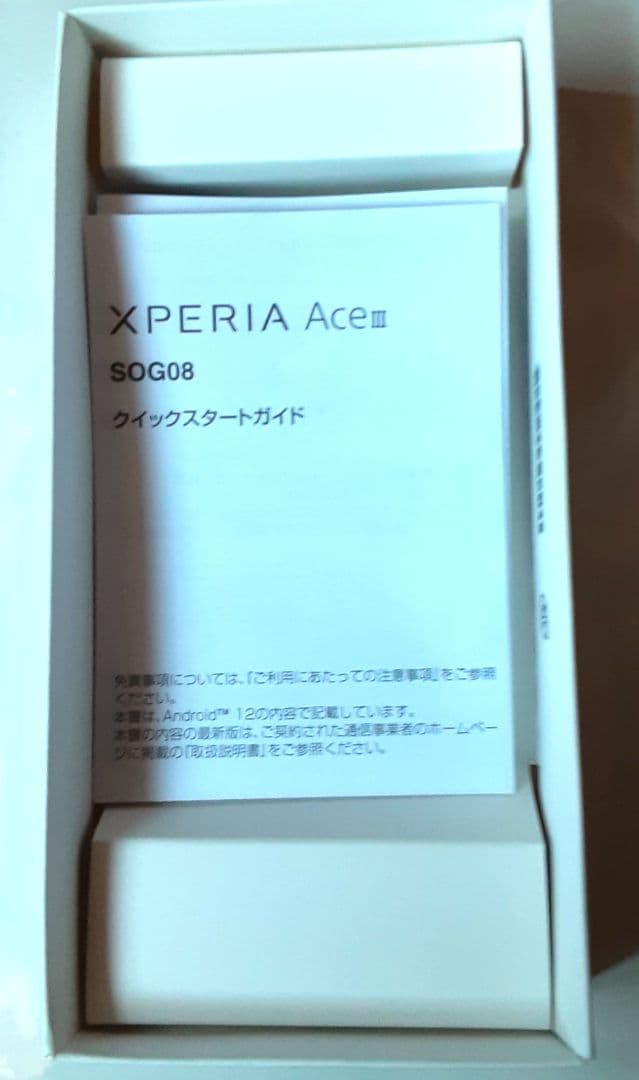 XPERIA Ace III
SOG08
クイックスタートガイド
免責事項については、「ご利用にあたっての注意事項」をご参照
ください。
本書は、Android™ 12の内容で記載しています。
本書の内容の最新版は、ご契約された通信事業者のホームペー
ジに掲載の「取扱説明書」をご参照ください。